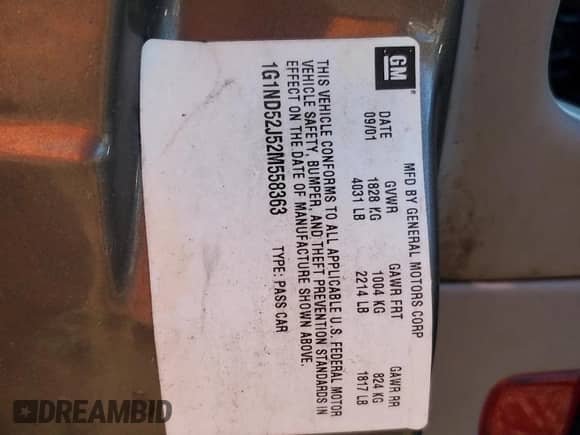 GM
MFD BY GENERAL MOTORS CORP
DATE GVWR GAWR FRT GAWR RR
09/01 1828 KG 1004 KG 824 KG
4031 LB 2214 LB 1817 LB
THIS VEHICLE CONFORMS TO ALL APPLICABLE U.S. FEDERAL MOTOR
VEHICLE SAFETY, BUMPER, AND THEFT PREVENTION STANDARDS IN
EFFECT ON THE DATE OF MANUFACTURE SHOWN ABOVE.
1G1ND52J52M558363 TYPE: PASS CAR
DREAMBID